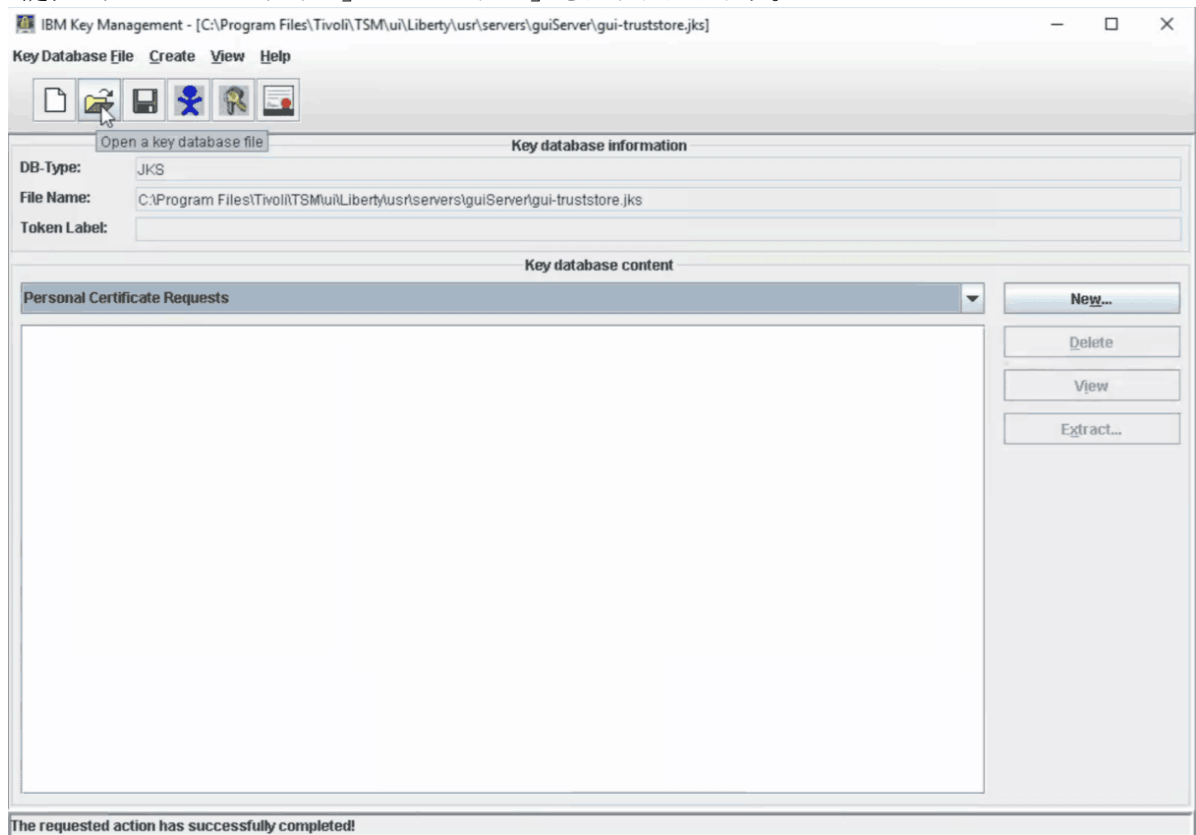 IBM Key Management - [C:\Program Files\Tivoli\TSM\ui\Liberty\usr\servers\guiServer\gui-truststore.jks]
Key Database File Create View Help
Open a key database file
Key database information
DB-Type: JKS
File Name: C:\Program Files\Tivoli\TSM\ui\Liberty\usr\servers\guiServer\gui-truststore.jks
Token Label:
Key database content
Personal Certificate Requests
New...
Delete
View
Extract...
The requested action has successfully completed!